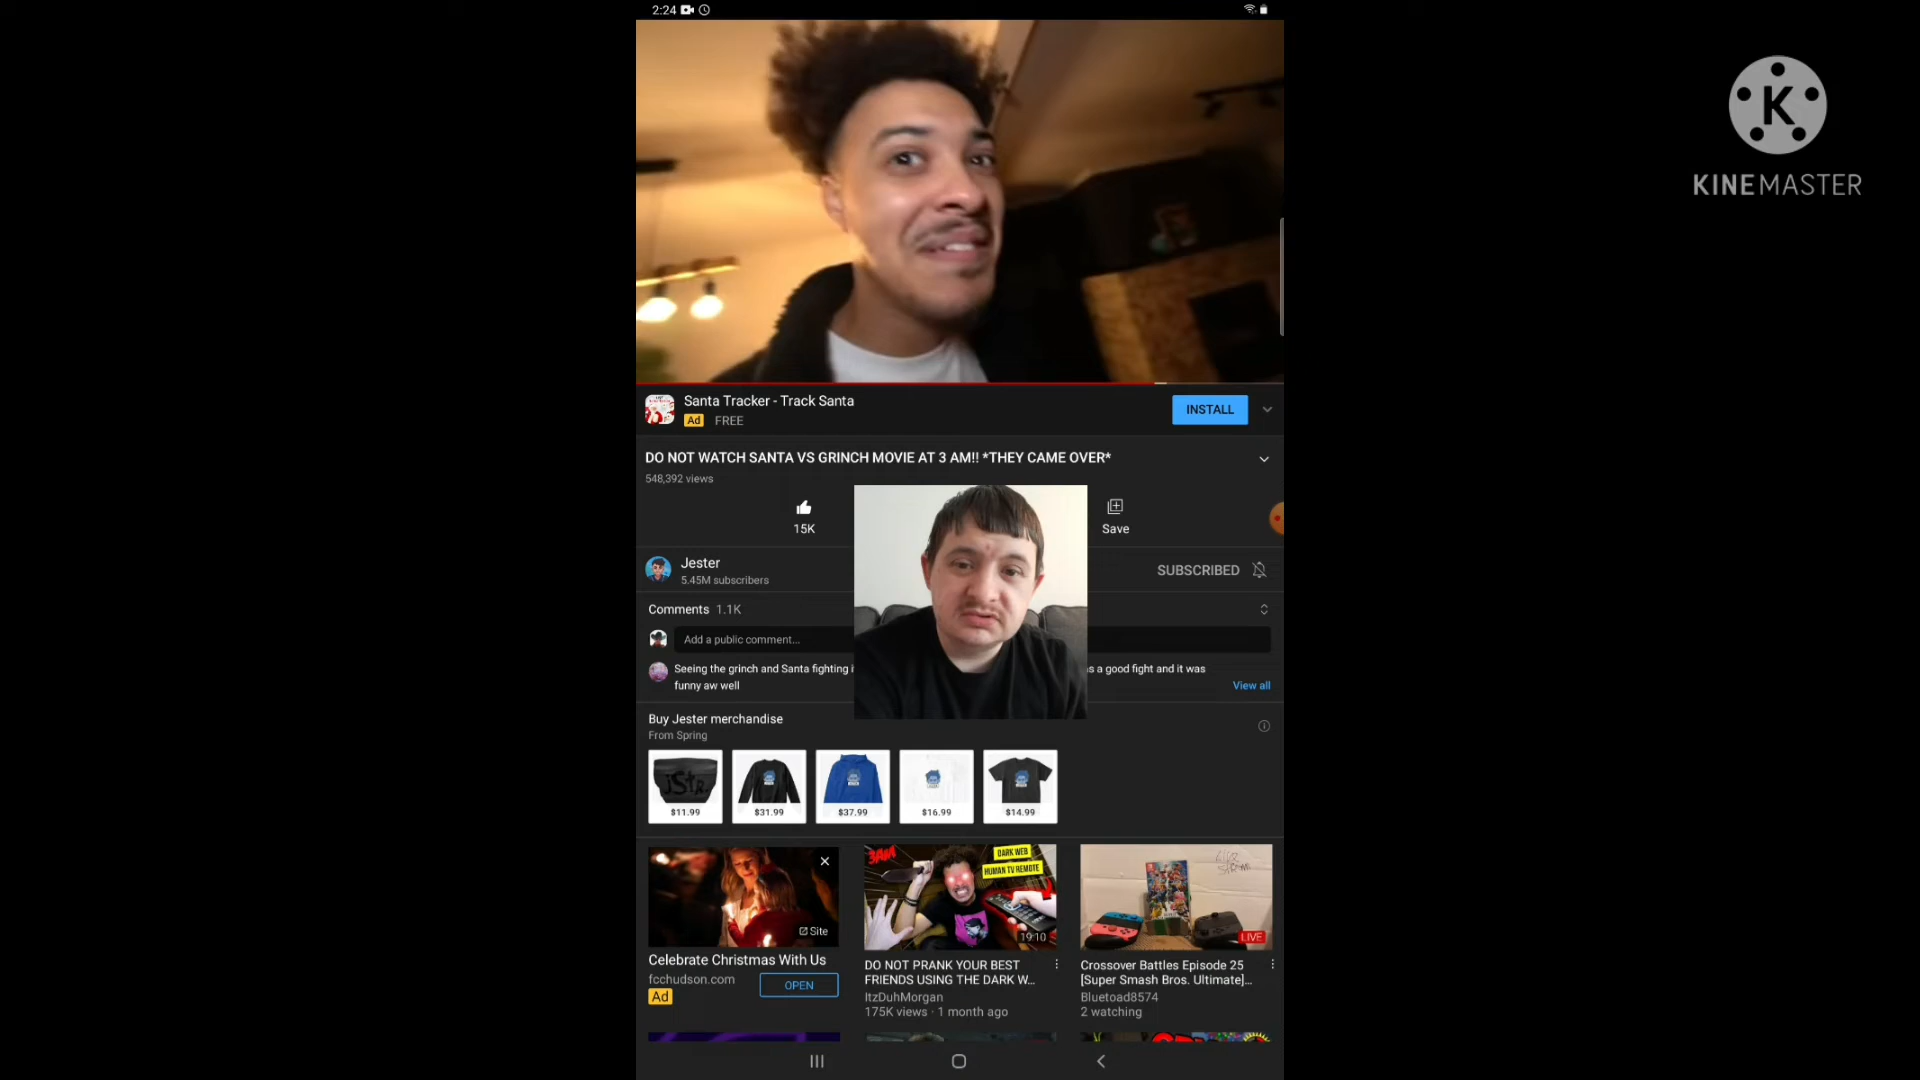 2:24
KINEMASTER
Santa Tracker - Track Santa
Ad FREE
INSTALL
DO NOT WATCH SANTA VS GRINCH MOVIE AT 3 AM!! *THEY CAME OVER*
548,392 views
15K
Save
Jester
5.45M subscribers
SUBSCRIBED
Comments 1.1K
Add a public comment...
Seeing the grinch and Santa fighting
s a good fight and it was
funny aw well
View all
Buy Jester merchandise
From Spring
jStr.
$11.99
$31.99
$37.99
$16.99
$14.99
Site
Celebrate Christmas With Us
fcchudson.com
Ad
OPEN
3AM
DARK WEB
HUMAN TV REMOTE
19:10
DO NOT PRANK YOUR BEST
FRIENDS USING THE DARK W...
ItzDuhMorgan
175K views · 1 month ago
LIVE
Crossover Battles Episode 25
[Super Smash Bros. Ultimate]...
Bluetoad8574
2 watching